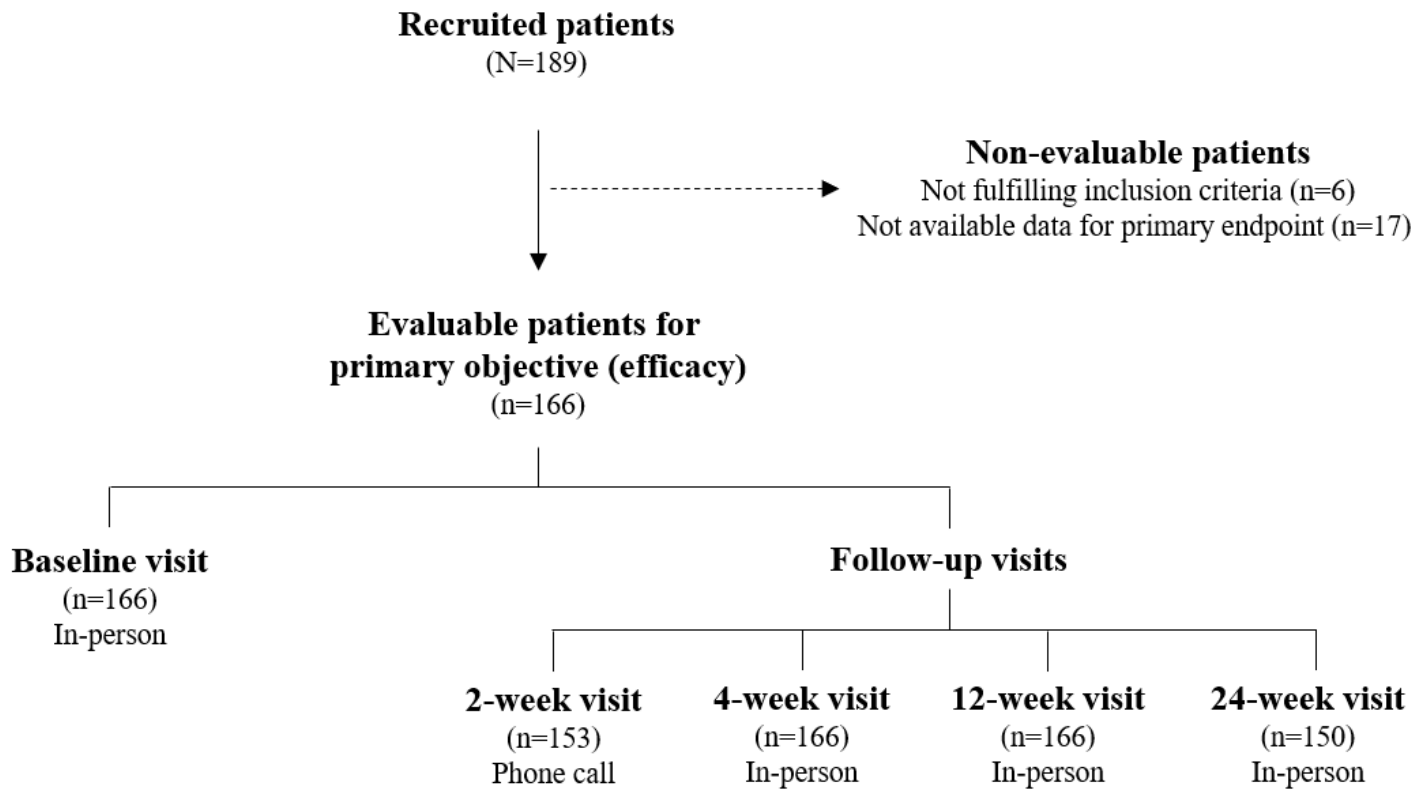 Recruited patients
(N=189)
Non-evaluable patients
Not fulfilling inclusion criteria (n=6)
Not available data for primary endpoint (n=17)
Evaluable patients for
primary objective (efficacy)
(n=166)
Baseline visit
(n=166)
In-person
Follow-up visits
2-week visit
(n=153)
Phone call
4-week visit
(n=166)
In-person
12-week visit
(n=166)
In-person
24-week visit
(n=150)
In-person